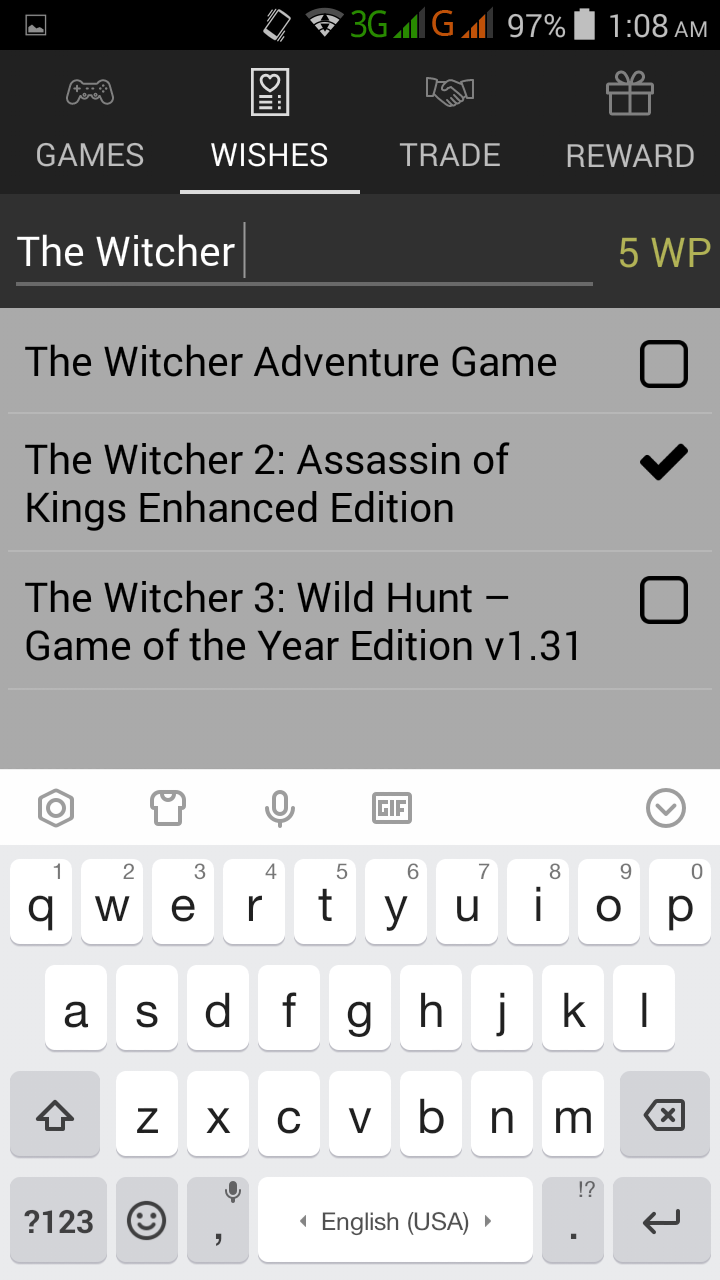 3G G 97% 1:08 AM
GAMES WISHES TRADE REWARD
The Witcher 5 WP
The Witcher Adventure Game
The Witcher 2: Assassin of
Kings Enhanced Edition
The Witcher 3: Wild Hunt –
Game of the Year Edition v1.31
GIF
1 2 3 4 5 6 7 8 9 0
q w e r t y u i o p
a s d f g h j k l
z x c v b n m
!?
?123 , English (USA) .